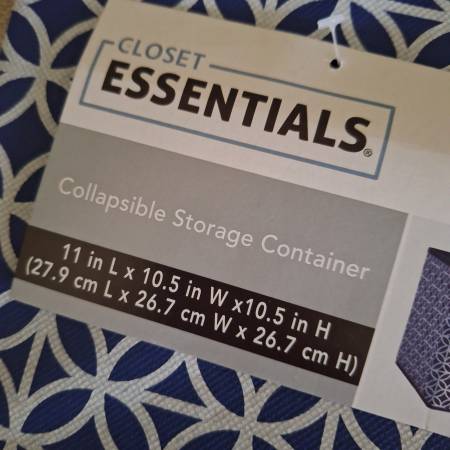 CLOSET
ESSENTIALS®
Collapsible Storage Container
11 in L x 10.5 in W x10.5 in H
(27.9 cm L x 26.7 cm W x 26.7 cm H)